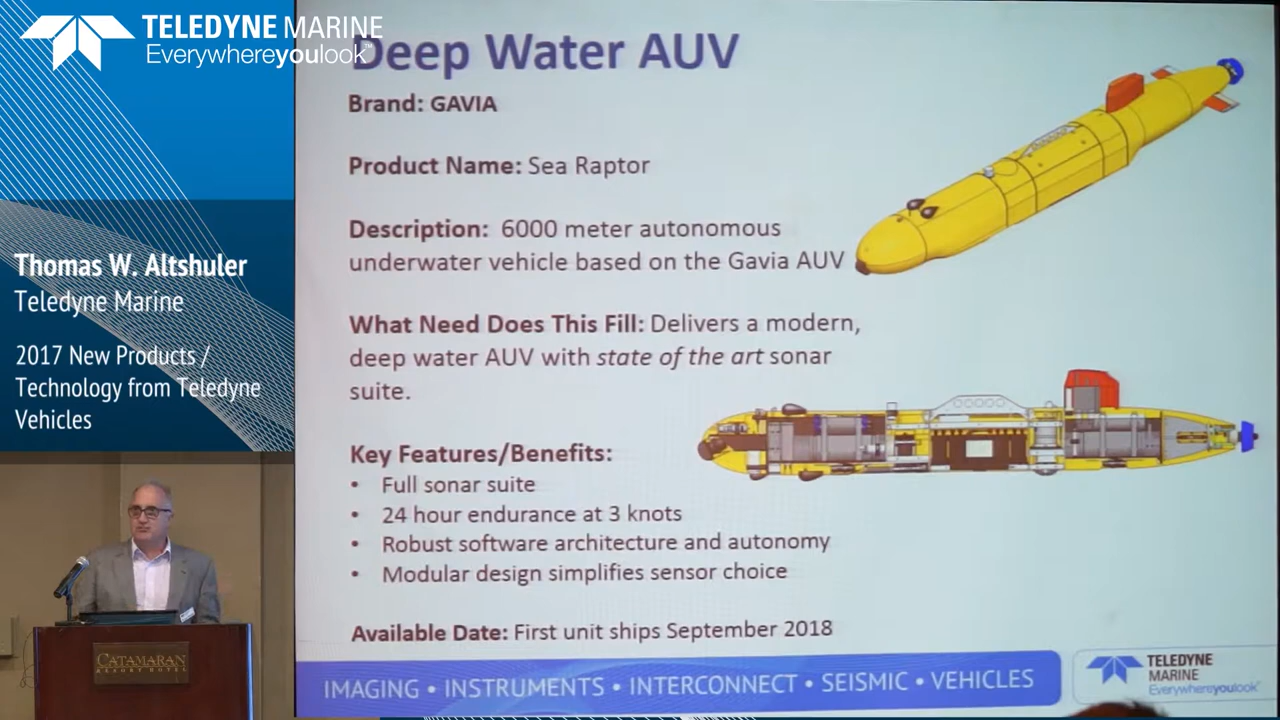 TELEDYNE MARINE
Everywhereyoulook™
Thomas W. Altshuler
Teledyne Marine
2017 New Products /
Technology from Teledyne
Vehicles
CATAMARAN
RESORT HOTEL
Deep Water AUV
Brand: GAVIA
Product Name: Sea Raptor
Description: 6000 meter autonomous
underwater vehicle based on the Gavia AUV
What Need Does This Fill: Delivers a modern,
deep water AUV with state of the art sonar
suite.
Key Features/Benefits:
• Full sonar suite
• 24 hour endurance at 3 knots
• Robust software architecture and autonomy
• Modular design simplifies sensor choice
Available Date: First unit ships September 2018
IMAGING • INSTRUMENTS • INTERCONNECT • SEISMIC • VEHICLES
TELEDYNE
MARINE
Everywhereyoulook